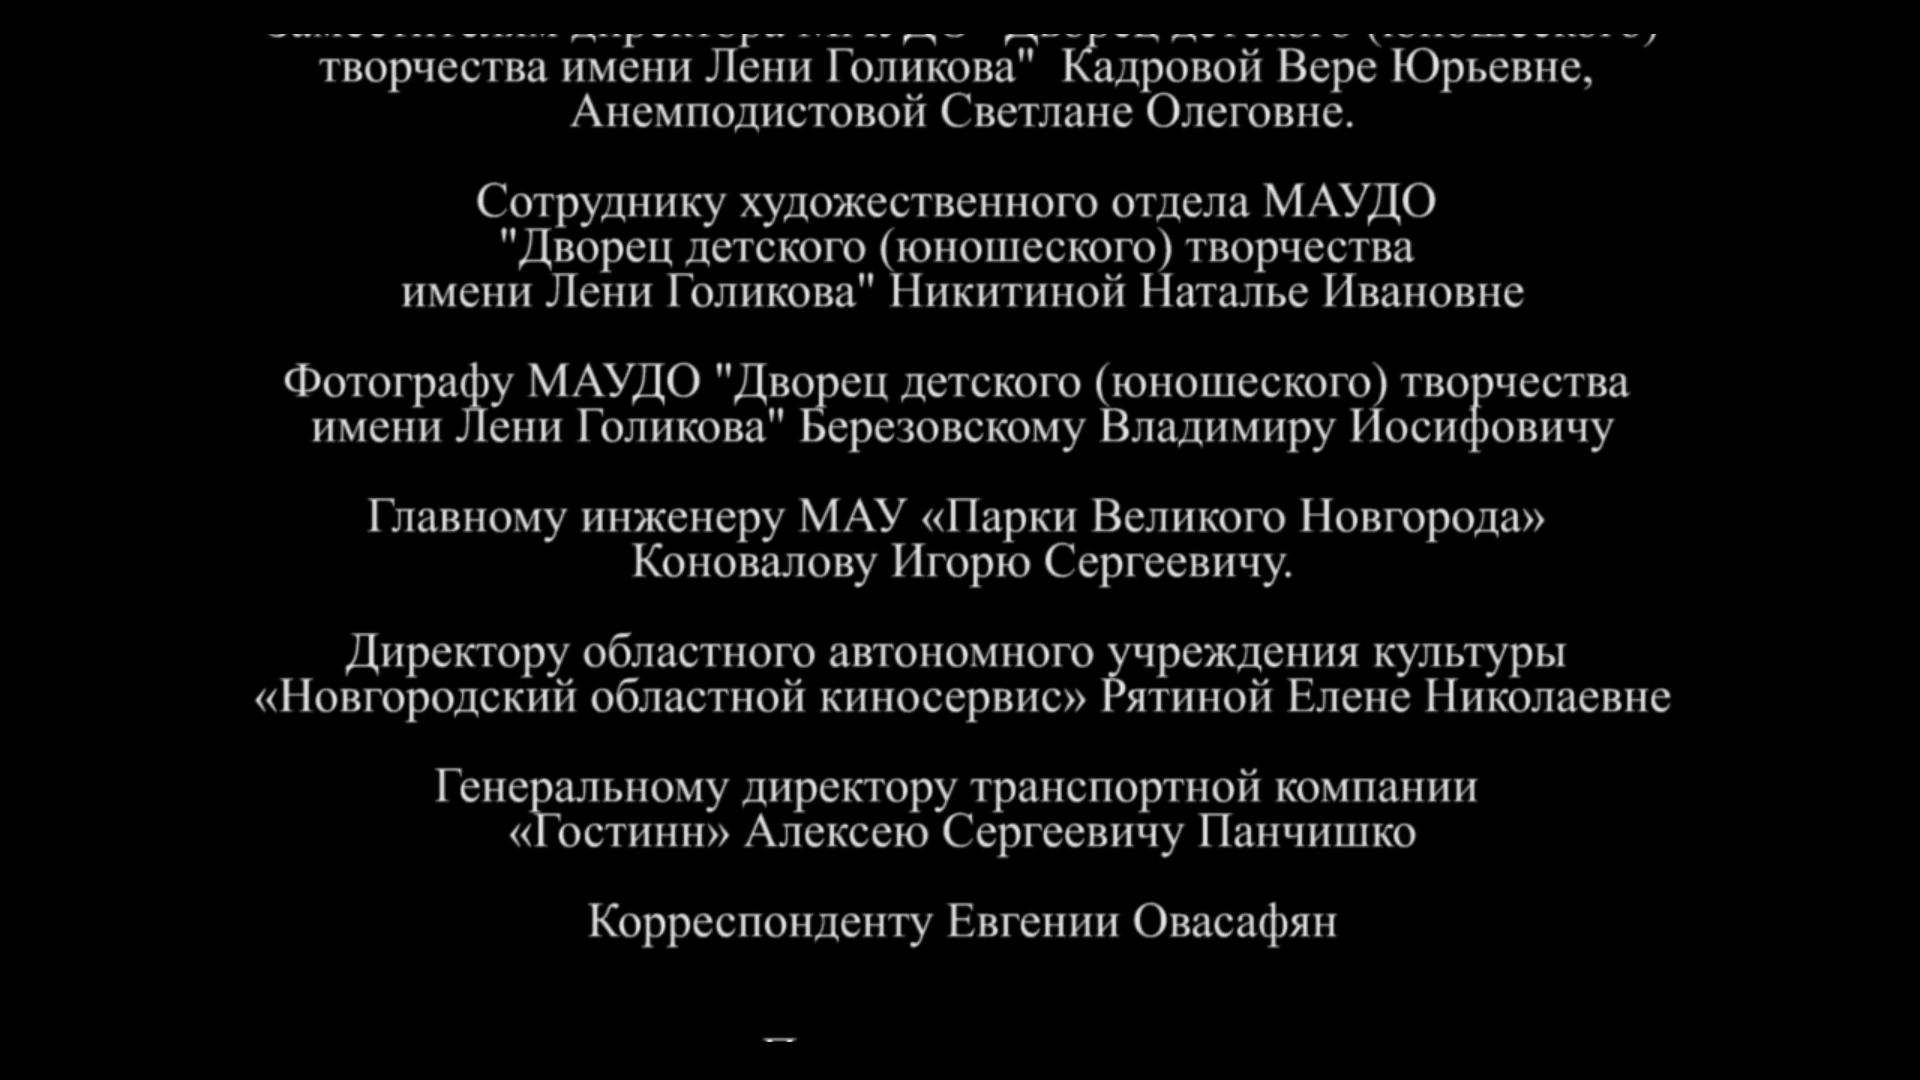 творчества имени Лени Голикова" Кадровой Вере Юрьевне,
Анемподистовой Светлане Олеговне.
Сотруднику художественного отдела МАУДО
"Дворец детского (юношеского) творчества
имени Лени Голикова" Никитиной Наталье Ивановне
Фотографу МАУДО "Дворец детского (юношеского) творчества
имени Лени Голикова" Березовскому Владимиру Иосифовичу
Главному инженеру МАУ «Парки Великого Новгорода»
Коновалову Игорю Сергеевичу.
Директору областного автономного учреждения культуры
«Новгородский областной киносервис» Рятиной Елене Николаевне
Генеральному директору транспортной компании
«Гостинн» Алексею Сергеевичу Панчишко
Корреспонденту Евгении Овасафян